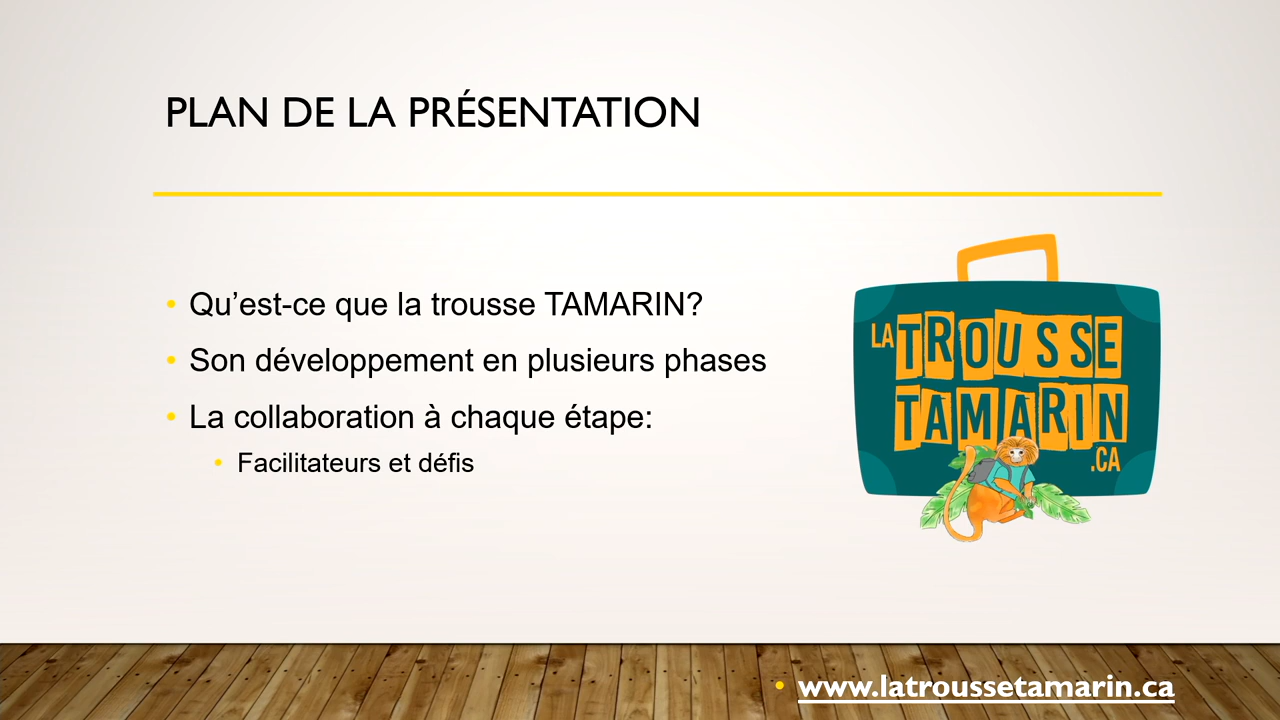 PLAN DE LA PRÉSENTATION
• Qu’est-ce que la trousse TAMARIN?
• Son développement en plusieurs phases
• La collaboration à chaque étape:
• Facilitateurs et défis
LA TROUSSE
TAMARIN
.CA
• www.latroussetamarin.ca